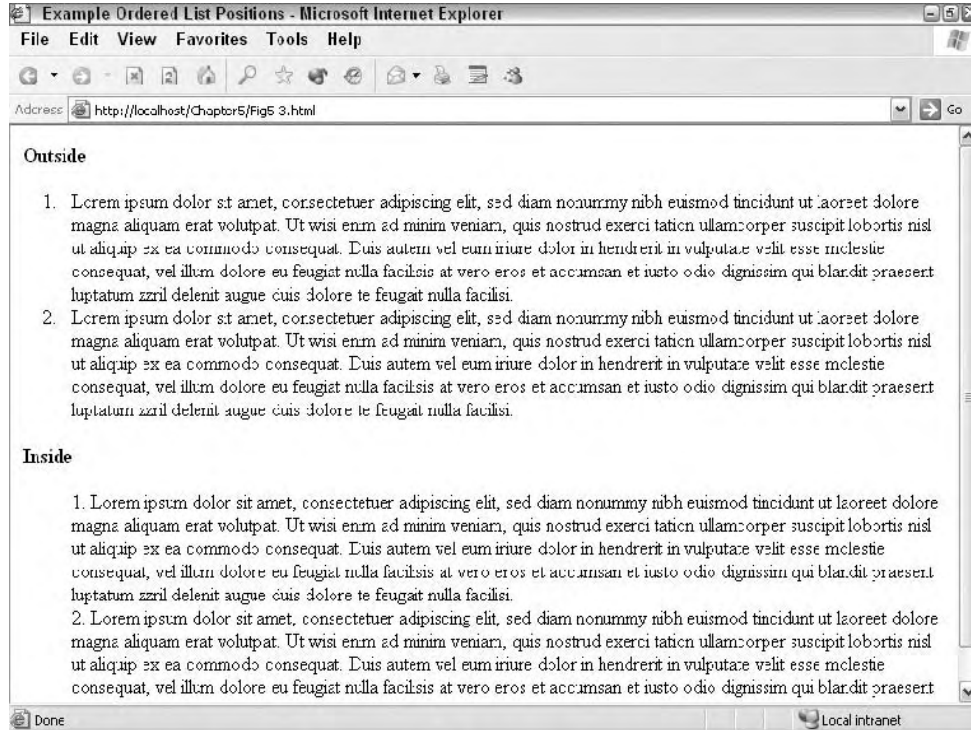 Example Ordered List Positions - Microsoft Internet Explorer
File Edit View Favorites Tools Help
Address http://localhost/Chapter5/Fig5 3.html Go
Outside
1. Lorem ipsum dolor sit amet, consectetuer adipiscing elit, sed diam nonummy nibh euismod tincidunt ut laoreet dolore
magna aliquam erat volutpat. Ut wisi enim ad minim veniam, quis nostrud exerci tation ullamcorper suscipit lobortis nisl
ut aliquip ex ea commodo consequat. Duis autem vel eum iriure dolor in hendrerit in vulputate velit esse molestie
consequat, vel illum dolore eu feugiat nulla facilisis at vero eros et accumsan et iusto odio dignissim qui blandit praesent
luptatum zzril delenit augue duis dolore te feugait nulla facilisi.
2. Lorem ipsum dolor sit amet, consectetuer adipiscing elit, sed diam nonummy nibh euismod tincidunt ut laoreet dolore
magna aliquam erat volutpat. Ut wisi enim ad minim veniam, quis nostrud exerci tation ullamcorper suscipit lobortis nisl
ut aliquip ex ea commodo consequat. Duis autem vel eum iriure dolor in hendrerit in vulputate velit esse molestie
consequat, vel illum dolore eu feugiat nulla facilisis at vero eros et accumsan et iusto odio dignissim qui blandit praesent
luptatum zzril delenit augue duis dolore te feugait nulla facilisi.
Inside
1. Lorem ipsum dolor sit amet, consectetuer adipiscing elit, sed diam nonummy nibh euismod tincidunt ut laoreet dolore
magna aliquam erat volutpat. Ut wisi enim ad minim veniam, quis nostrud exerci tation ullamcorper suscipit lobortis nisl
ut aliquip ex ea commodo consequat. Duis autem vel eum iriure dolor in hendrerit in vulputate velit esse molestie
consequat, vel illum dolore eu feugiat nulla facilisis at vero eros et accumsan et iusto odio dignissim qui blandit praesent
luptatum zzril delenit augue duis dolore te feugait nulla facilisi.
2. Lorem ipsum dolor sit amet, consectetuer adipiscing elit, sed diam nonummy nibh euismod tincidunt ut laoreet dolore
magna aliquam erat volutpat. Ut wisi enim ad minim veniam, quis nostrud exerci tation ullamcorper suscipit lobortis nisl
ut aliquip ex ea commodo consequat. Duis autem vel eum iriure dolor in hendrerit in vulputate velit esse molestie
consequat, vel illum dolore eu feugiat nulla facilisis at vero eros et accumsan et iusto odio dignissim qui blandit praesent
Done Local intranet